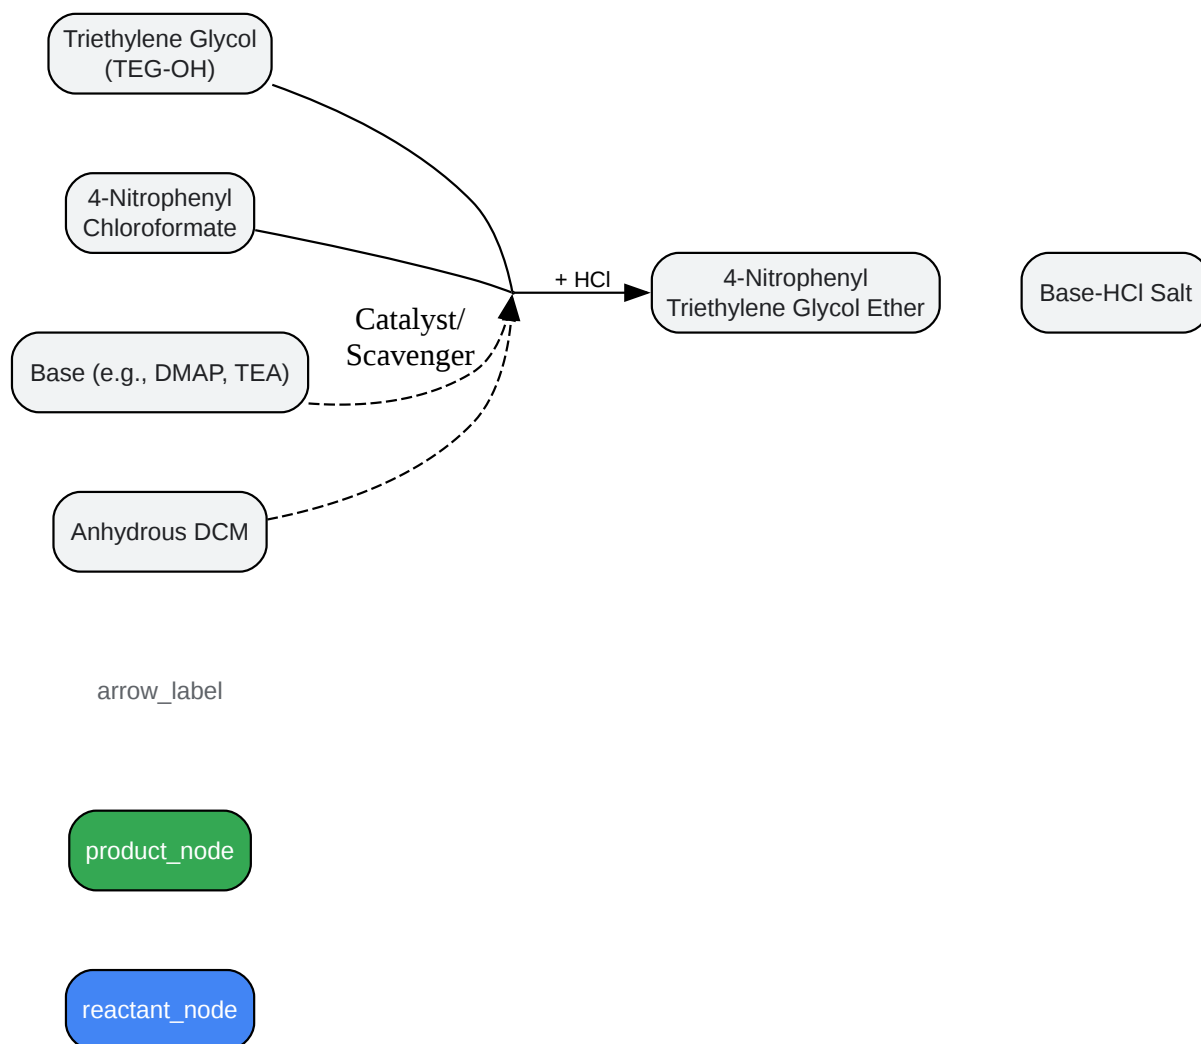 Triethylene Glycol
(TEG-OH)
4-Nitrophenyl
Chloroformate
+ HCl
4-Nitrophenyl
Triethylene Glycol Ether
Base-HCl Salt
Catalyst/
Scavenger
Base (e.g., DMAP, TEA)
Anhydrous DCM
arrow_label
product_node
reactant_node